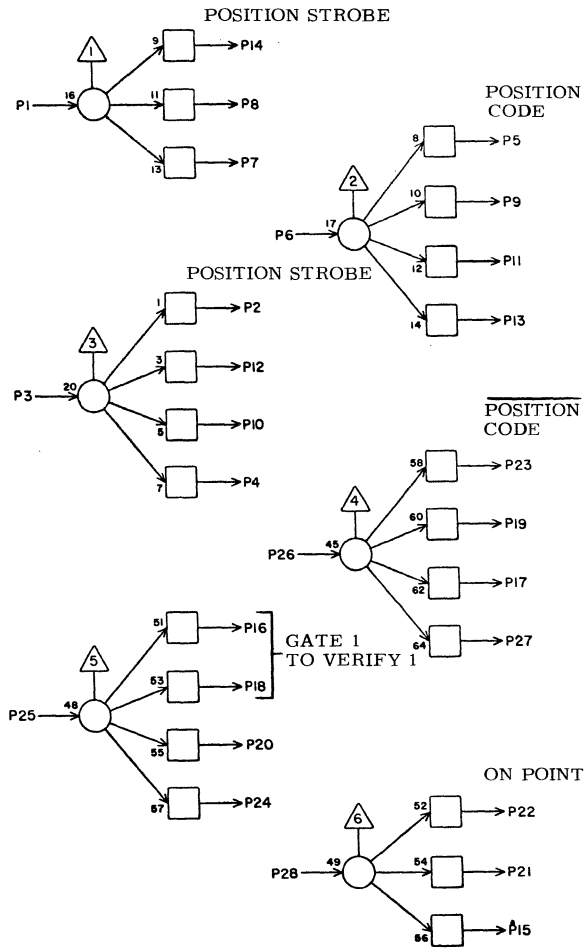 POSITION STROBE
1
9
P14
P1
16
11
P8
13
P7
POSITION
CODE
2
8
P5
10
P9
P6
17
12
P11
14
P13
POSITION STROBE
3
1
P2
3
P12
P3
20
5
P10
7
P4
POSITION
CODE
4
58
P23
60
P19
P26
45
62
P17
64
P27
5
51
P16
GATE 1
TO VERIFY 1
53
P18
P25
48
55
P20
57
P24
ON POINT
6
52
P22
P28
49
54
P21
56
P15